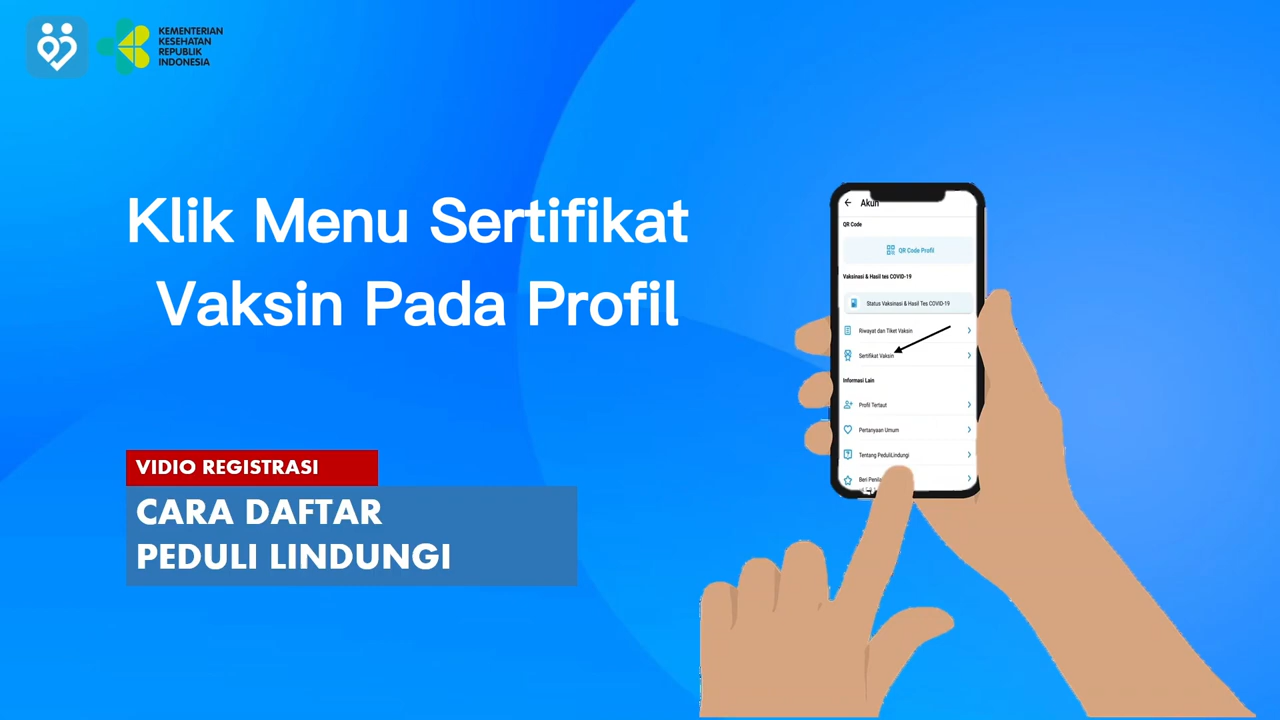 KEMENTERIAN
KESEHATAN
REPUBLIK
INDONESIA
Klik Menu Sertifikat
Vaksin Pada Profil
VIDIO REGISTRASI
CARA DAFTAR
PEDULI LINDUNGI
Akun
QR Code
QR Code Profil
Vaksinasi & Hasil tes COVID-19
Status Vaksinasi & Hasil Tes COVID-19
Riwayat dan Tiket Vaksin
Sertifikat Vaksin
Informasi Lain
Profil Tertaut
Pertanyaan Umum
Tentang PeduliLindungi
Beri